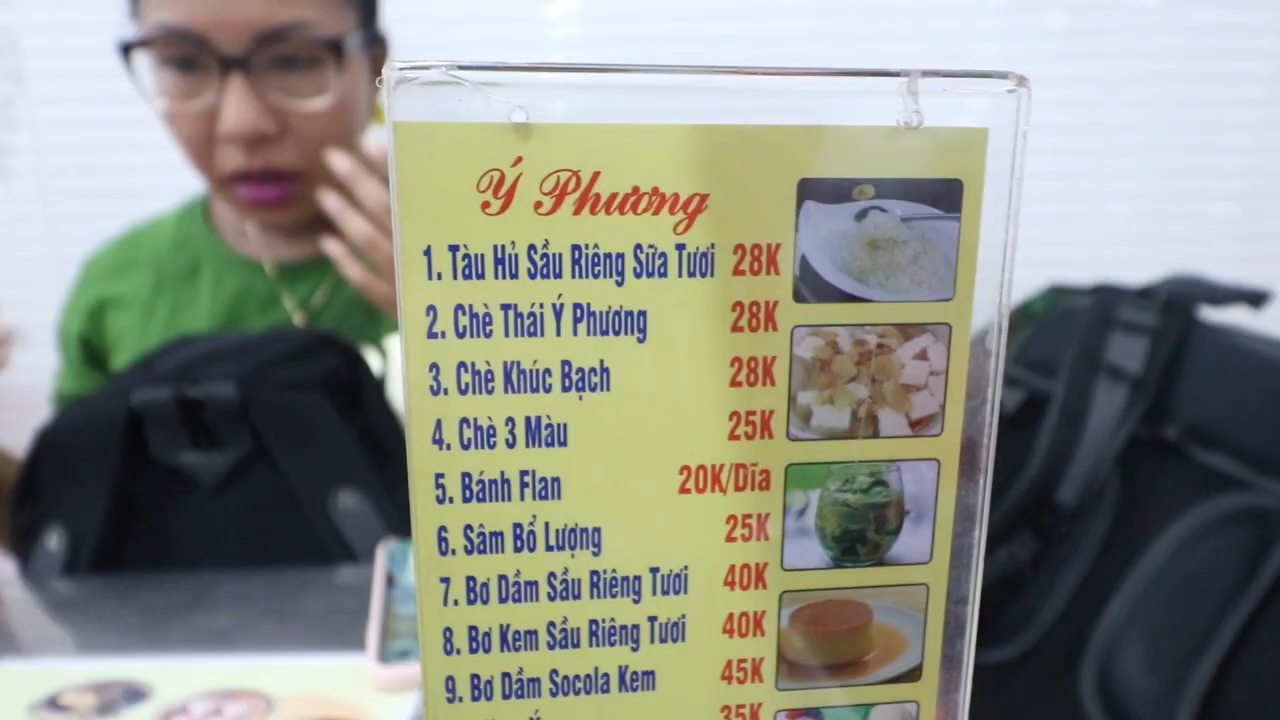 Ý Phương
1. Tàu Hủ Sầu Riêng Sữa Tươi 28K
2. Chè Thái Ý Phương 28K
3. Chè Khúc Bạch 28K
4. Chè 3 Màu 25K
5. Bánh Flan 20K/Dĩa
6. Sâm Bổ Lượng 25K
7. Bơ Dầm Sầu Riêng Tươi 40K
8. Bơ Kem Sầu Riêng Tươi 40K
9. Bơ Dầm Socola Kem 45K
35K